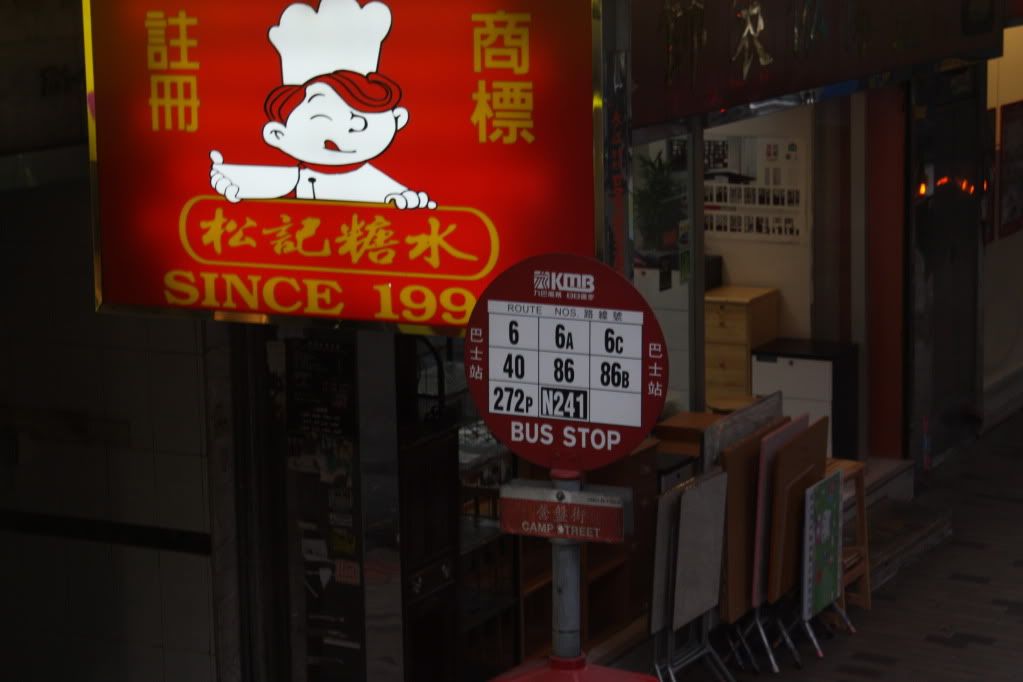 註冊
商標
松記糖水
SINCE 199
KMB
ROUTE NOS. 路線號
巴士站
6 6A 6C
40 86 86B
272P N241
巴士站
BUS STOP
營盤街
CAMP STREET